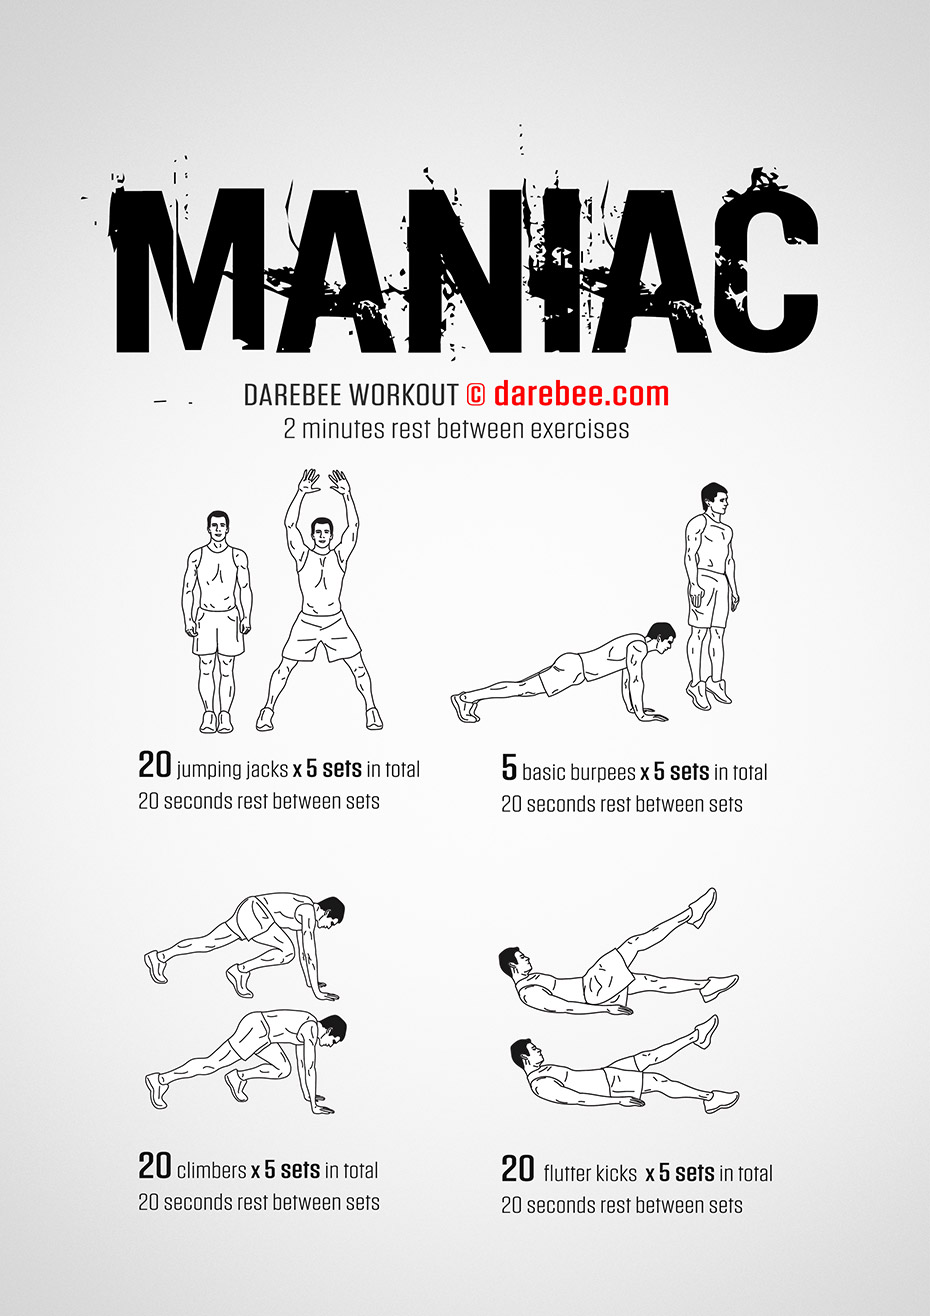 MANIAC
DAREBEE WORKOUT © darebee.com
2 minutes rest between exercises
20 jumping jacks x 5 sets in total
20 seconds rest between sets
5 basic burpees x 5 sets in total
20 seconds rest between sets
20 climbers x 5 sets in total
20 seconds rest between sets
20 flutter kicks x 5 sets in total
20 seconds rest between sets